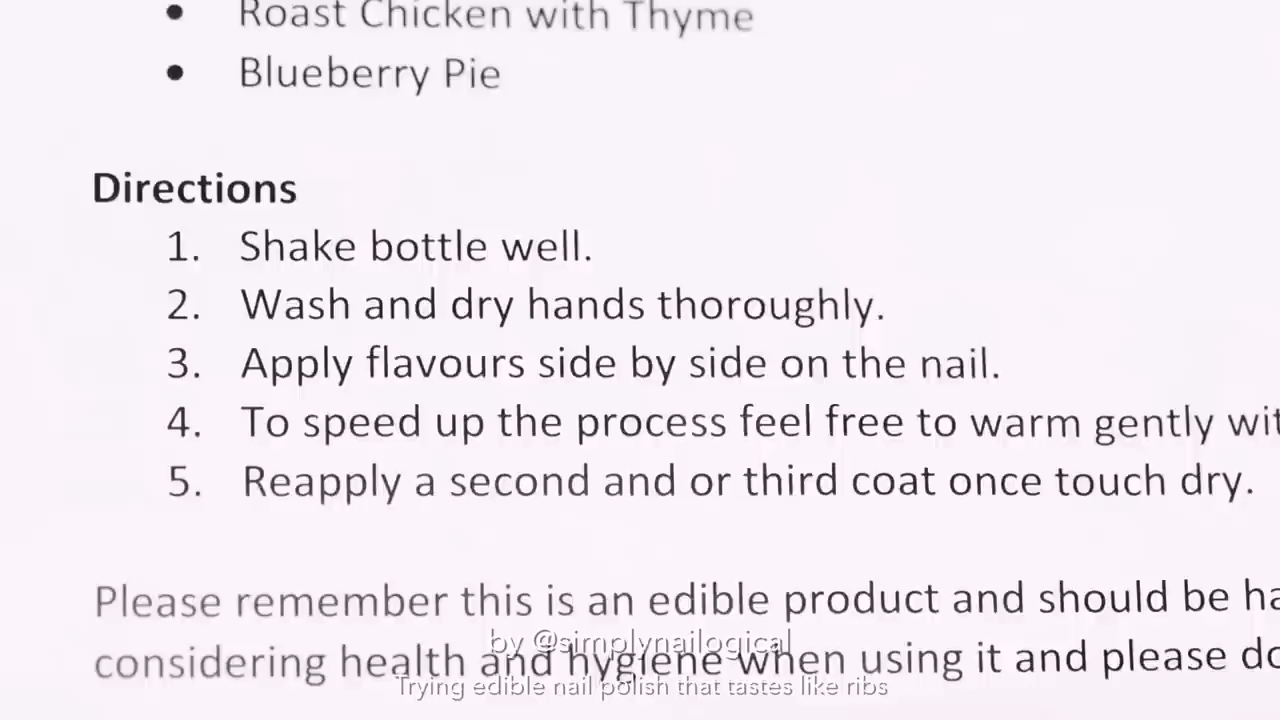 • Roast Chicken with Thyme
• Blueberry Pie
Directions
1. Shake bottle well.
2. Wash and dry hands thoroughly.
3. Apply flavours side by side on the nail.
4. To speed up the process feel free to warm gently wit
5. Reapply a second and or third coat once touch dry.
Please remember this is an edible product and should be ha
considering health and hygiene when using it and please do
by @simplynailogical
Trying edible nail polish that tastes like ribs